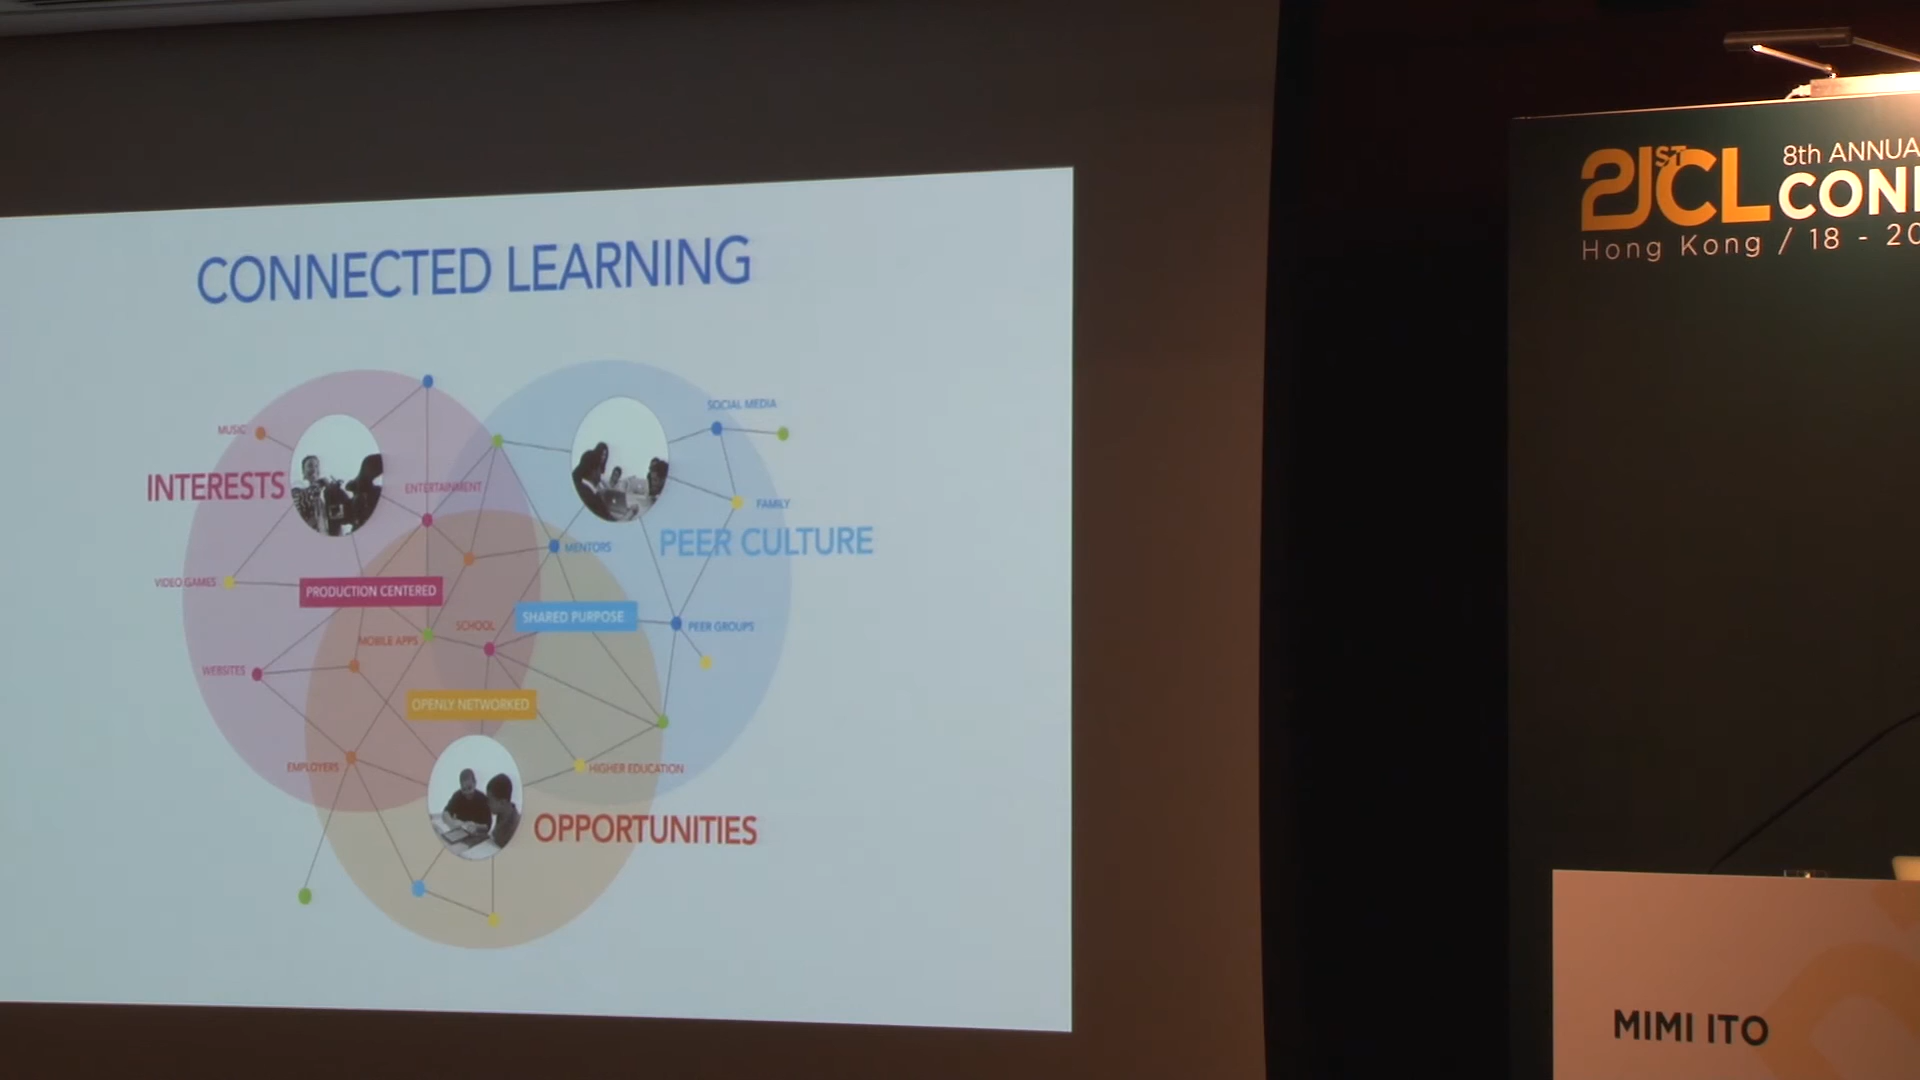 CONNECTED LEARNING
SOCIAL MEDIA
MUSIC
INTERESTS
ENTERTAINMENT
FAMILY
MENTORS
PEER CULTURE
VIDEO GAMES
PRODUCTION CENTERED
SHARED PURPOSE
SCHOOL
PEER GROUPS
MOBILE APPS
WEBSITES
OPENLY NETWORKED
EMPLOYERS
HIGHER EDUCATION
OPPORTUNITIES
21STCL
8th ANNUA
CON
Hong Kong / 18 - 20
MIMI ITO